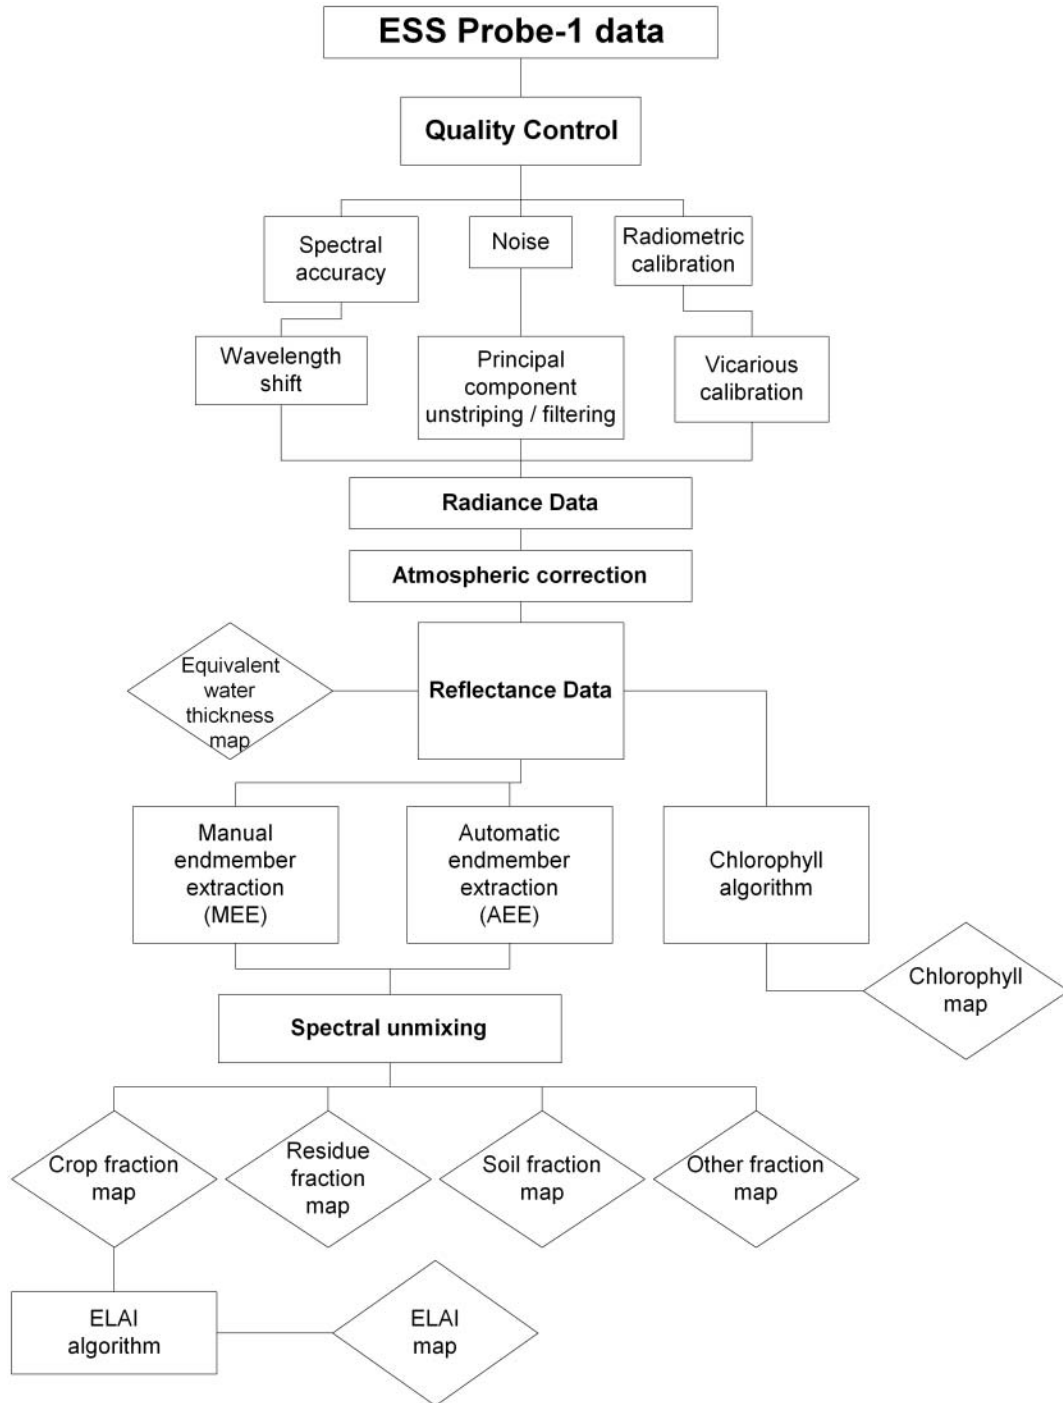 ESS Probe-1 data
Quality Control
Spectral
accuracy
Noise
Radiometric
calibration
Wavelength
shift
Principal
component
unstriping / filtering
Vicarious
calibration
Radiance Data
Atmospheric correction
Equivalent
water
thickness
map
Reflectance Data
Manual
endmember
extraction
(MEE)
Automatic
endmember
extraction
(AEE)
Chlorophyll
algorithm
Chlorophyll
map
Spectral unmixing
Crop fraction
map
Residue
fraction
map
Soil fraction
map
Other fraction
map
ELAI
algorithm
ELAI
map